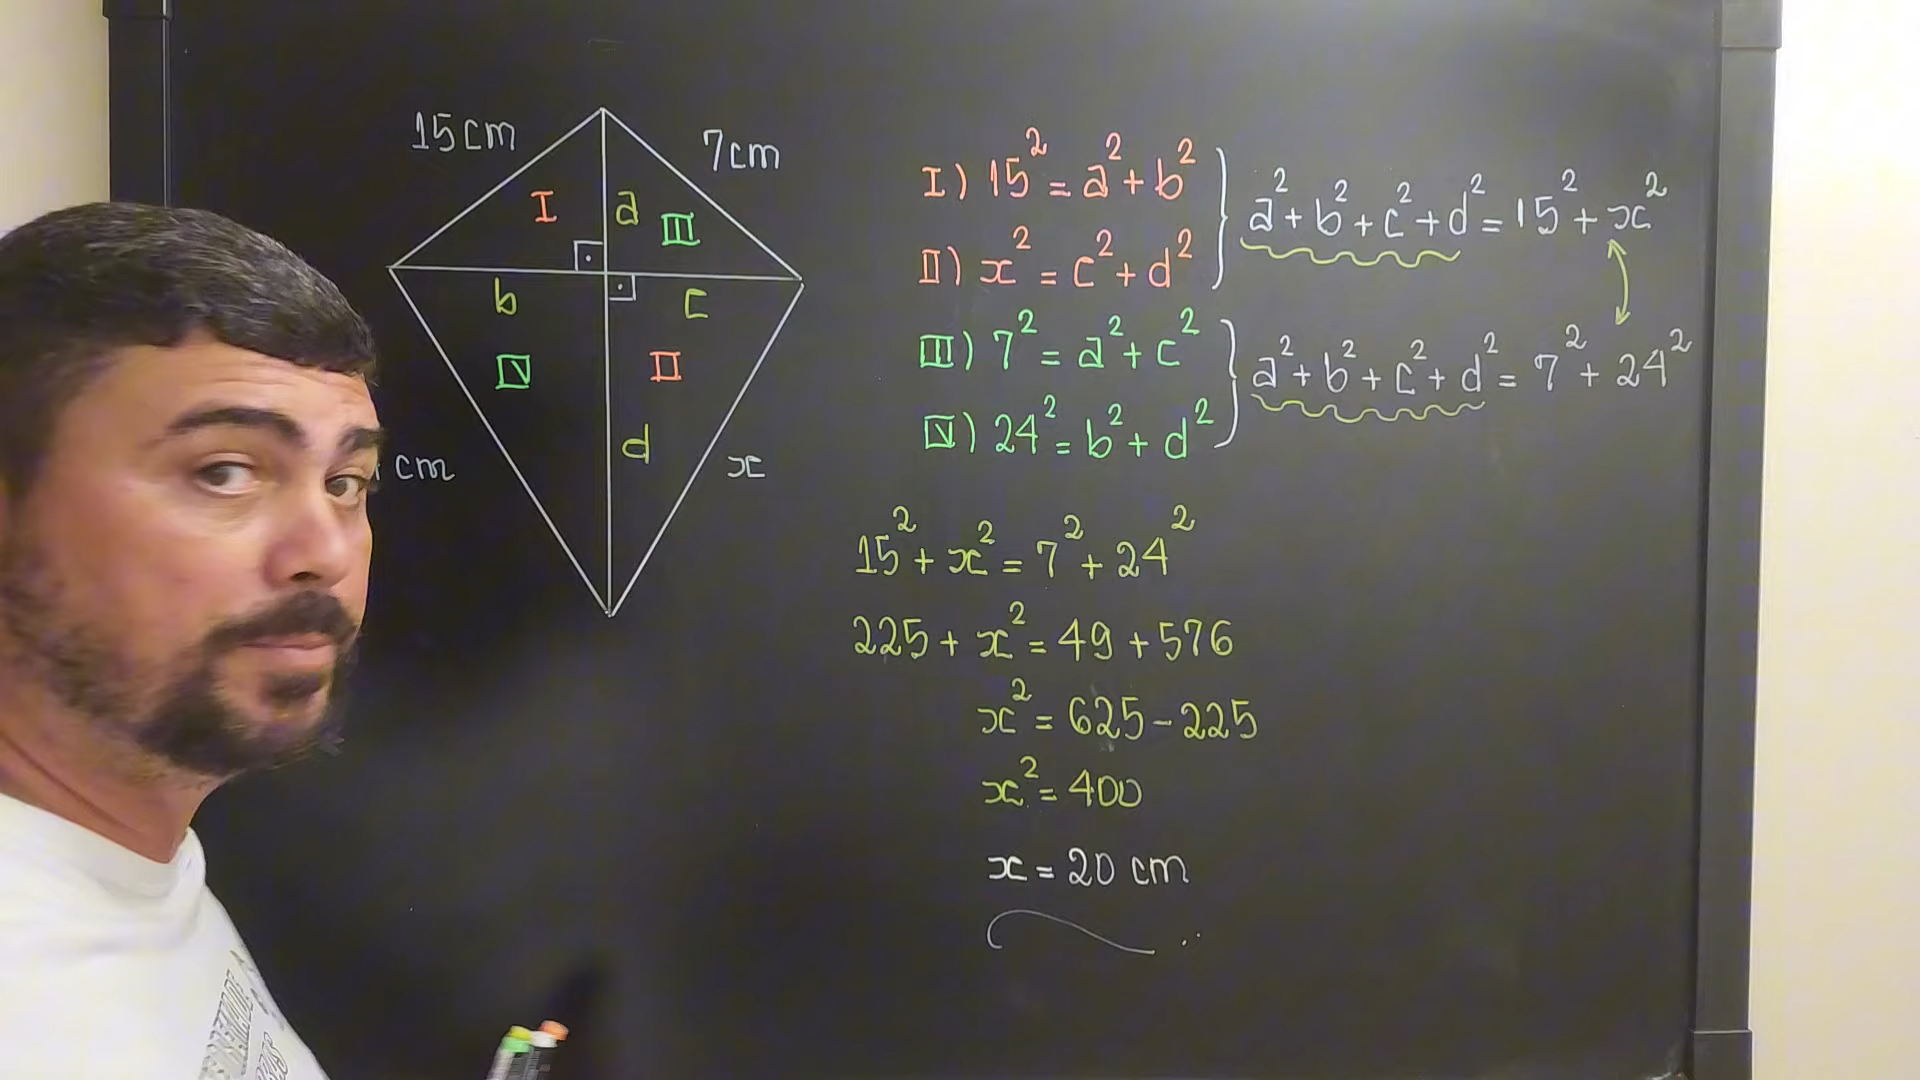 15cm
7cm
I
a
III
b
c
IV
II
d
cm
x
I) 15² = a² + b²
II) x² = c² + d²
a² + b² + c² + d² = 15² + x²
III) 7² = a² + c²
IV) 24² = b² + d²
a² + b² + c² + d² = 7² + 24²
15² + x² = 7² + 24²
225 + x² = 49 + 576
x² = 625 - 225
x² = 400
x = 20 cm